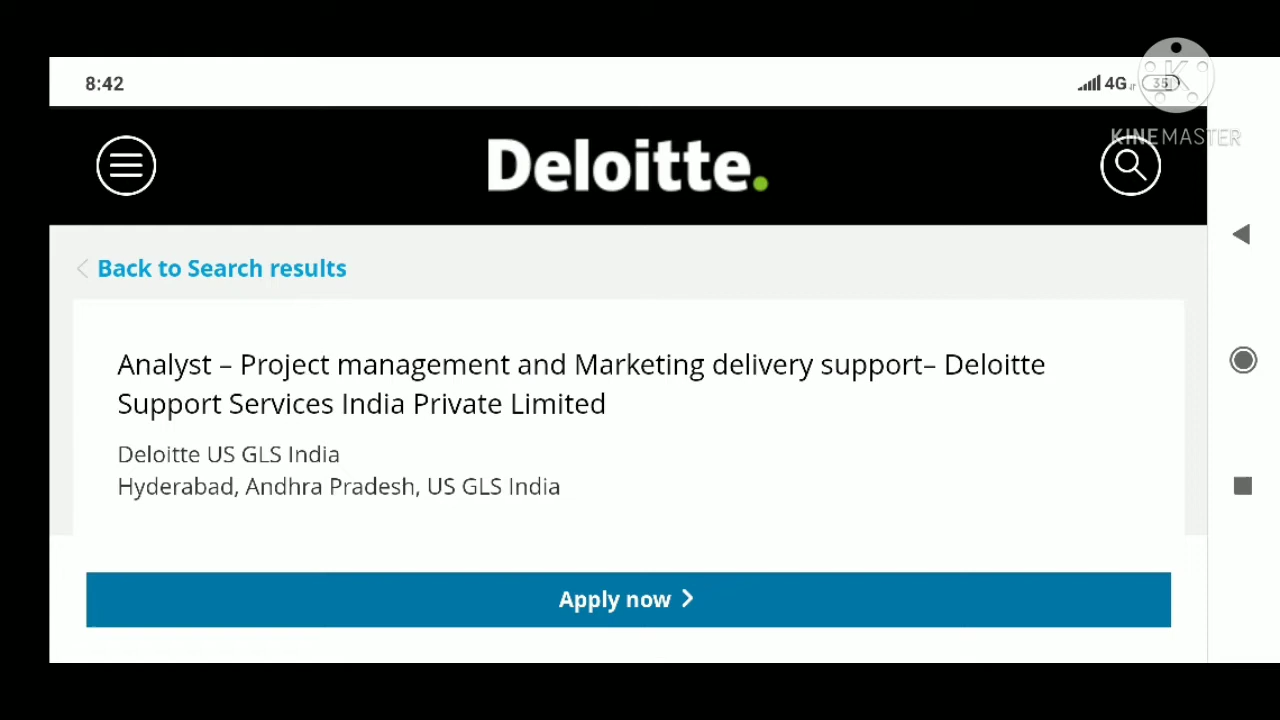 8:42
4G
35
KINEMASTER
Deloitte.
Back to Search results
Analyst – Project management and Marketing delivery support– Deloitte
Support Services India Private Limited
Deloitte US GLS India
Hyderabad, Andhra Pradesh, US GLS India
Apply now